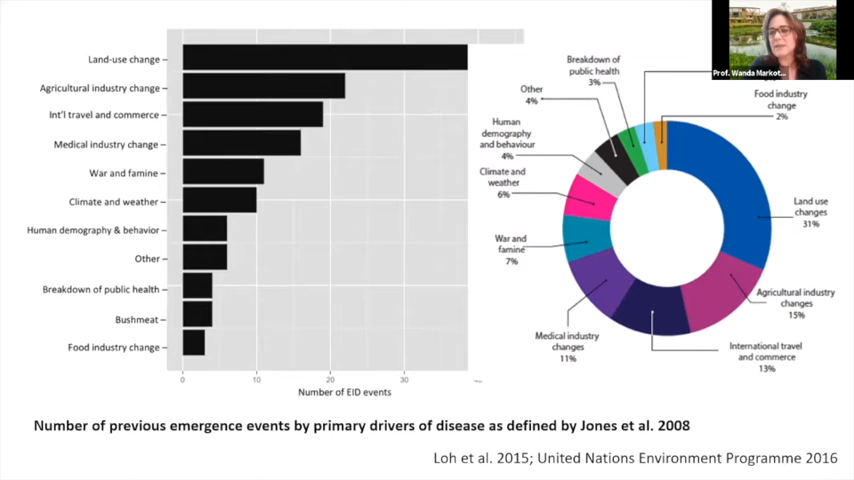 Land-use change
Agricultural industry change
Int'l travel and commerce
Medical industry change
War and famine
Climate and weather
Human demography & behavior
Other
Breakdown of public health
Bushmeat
Food industry change
0
10
20
30
Number of EID events
Breakdown of
public health
3%
Other
4%
Human
demography
and behaviour
4%
Climate and
weather
6%
War and
famine
7%
Medical industry
changes
11%
International travel
and commerce
13%
Agricultural industry
changes
15%
Land use
changes
31%
Food industry
change
2%
Prof. Wanda Markot...
Number of previous emergence events by primary drivers of disease as defined by Jones et al. 2008
Loh et al. 2015; United Nations Environment Programme 2016